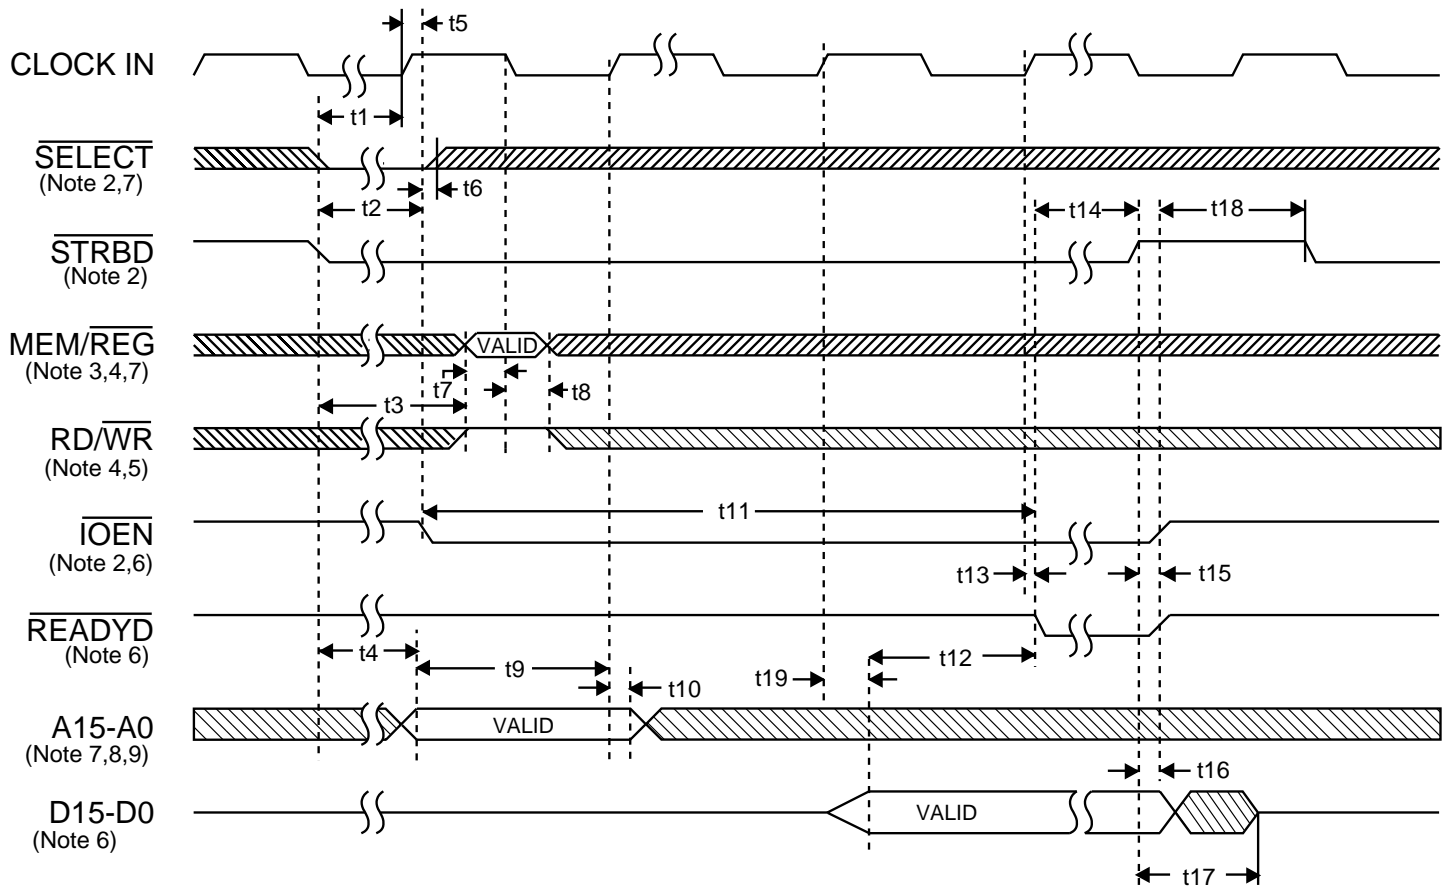 t5
CLOCK IN
t1
SELECT
(Note 2,7)
t6
t2
t14
t18
STRBD
(Note 2)
MEM/REG
VALID
(Note 3,4,7)
t7
t8
t3
RD/WR
(Note 4,5)
t11
IOEN
(Note 2,6)
t13
t15
READYD
(Note 6)
t4
t9
t12
t10
t19
A15-A0
VALID
(Note 7,8,9)
t16
D15-D0
VALID
(Note 6)
t17